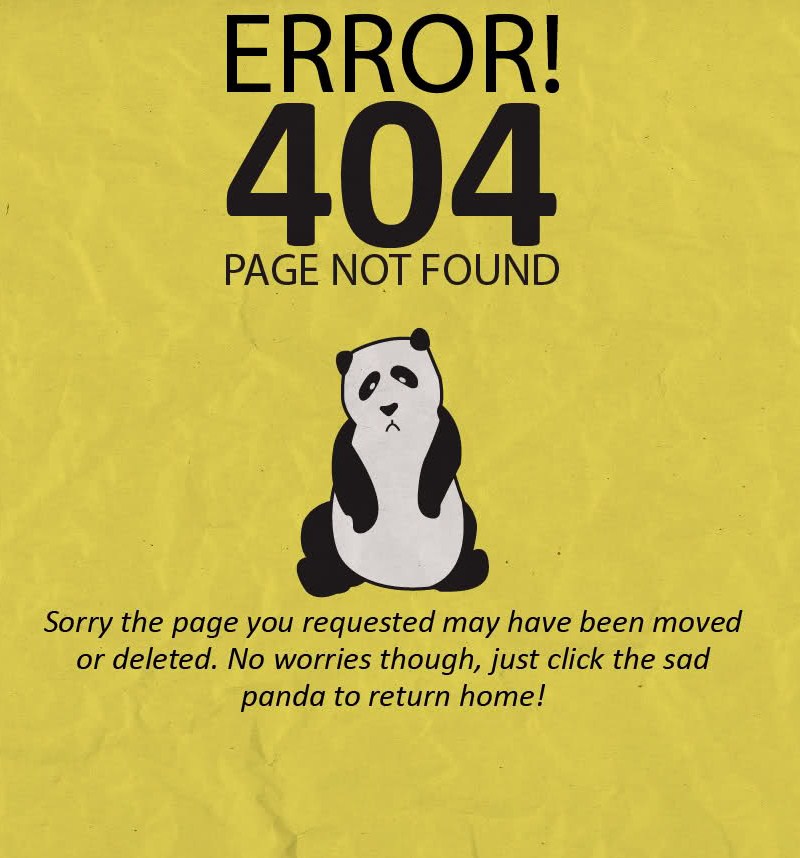 ERROR!
404
PAGE NOT FOUND
Sorry the page you requested may have been moved
or deleted. No worries though, just click the sad
panda to return home!